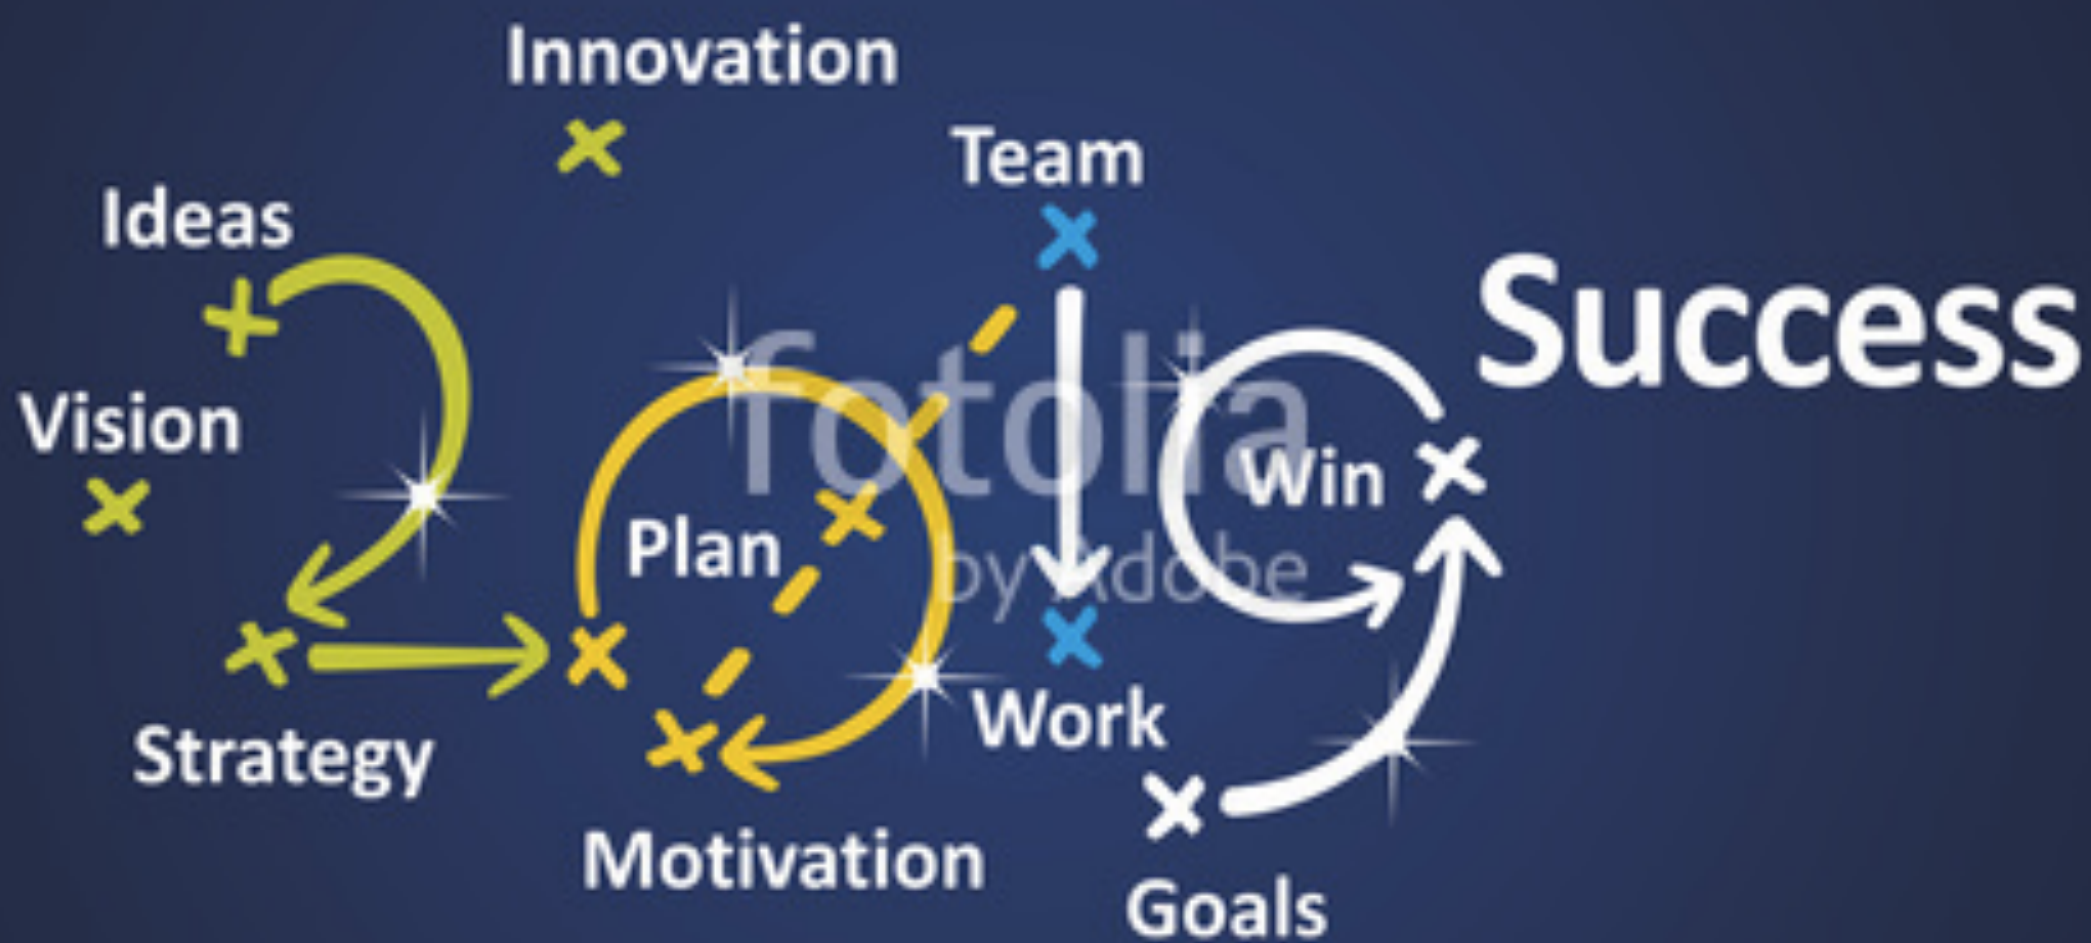 Innovation
Team
Ideas
Success
Vision
Win
Plan
Work
Strategy
Motivation
Goals
fotolia
by Adobe